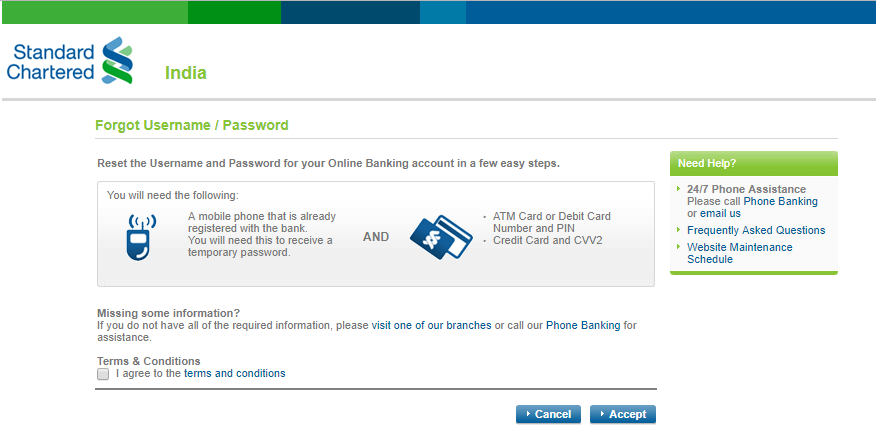 Standard
Chartered
India
Forgot Username / Password
Reset the Username and Password for your Online Banking account in a few easy steps.
You will need the following:
A mobile phone that is already
registered with the bank.
You will need this to receive a
temporary password.
AND
ATM Card or Debit Card
Number and PIN
Credit Card and CVV2
Missing some information?
If you do not have all of the required information, please visit one of our branches or call our Phone Banking for
assistance.
Terms & Conditions
I agree to the terms and conditions
Cancel
Accept
Need Help?
24/7 Phone Assistance
Please call Phone Banking
or email us
Frequently Asked Questions
Website Maintenance
Schedule